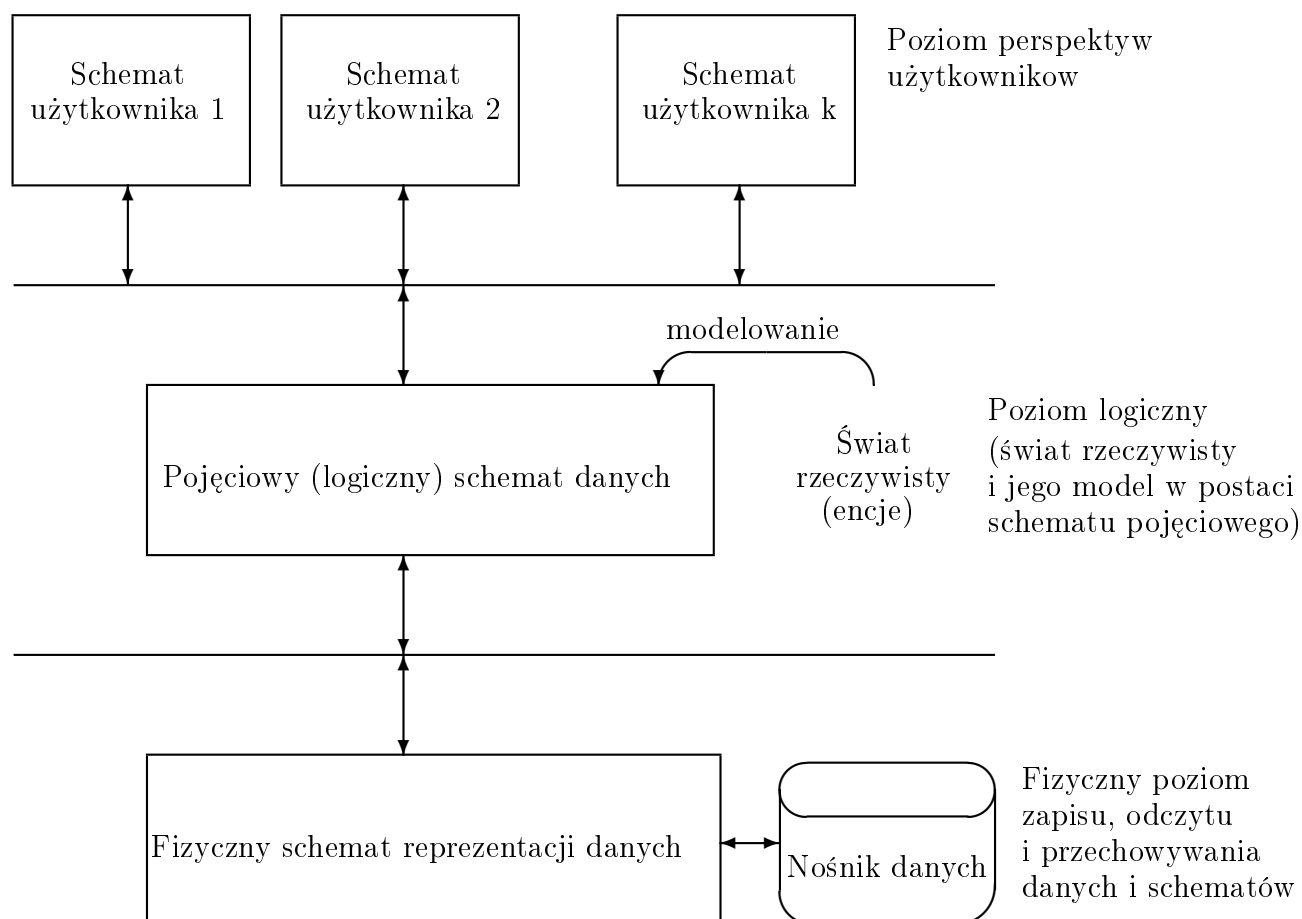 Schemat
użytkownika 1
Schemat
użytkownika 2
Schemat
użytkownika k
Poziom perspektyw
użytkownikow
modelowanie
Pojęciowy (logiczny) schemat danych
Świat
rzeczywisty
(encje)
Poziom logiczny
(świat rzeczywisty
i jego model w postaci
schematu pojęciowego)
Fizyczny schemat reprezentacji danych
Nośnik danych
Fizyczny poziom
zapisu, odczytu
i przechowywania
danych i schematów